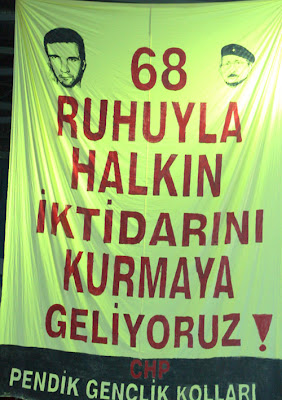 68
RUHUYLA
HALKIN
İKTİDARINI
KURMAYA
GELİYORUZ!
CHP
PENDİK GENÇLİK KOLLARI